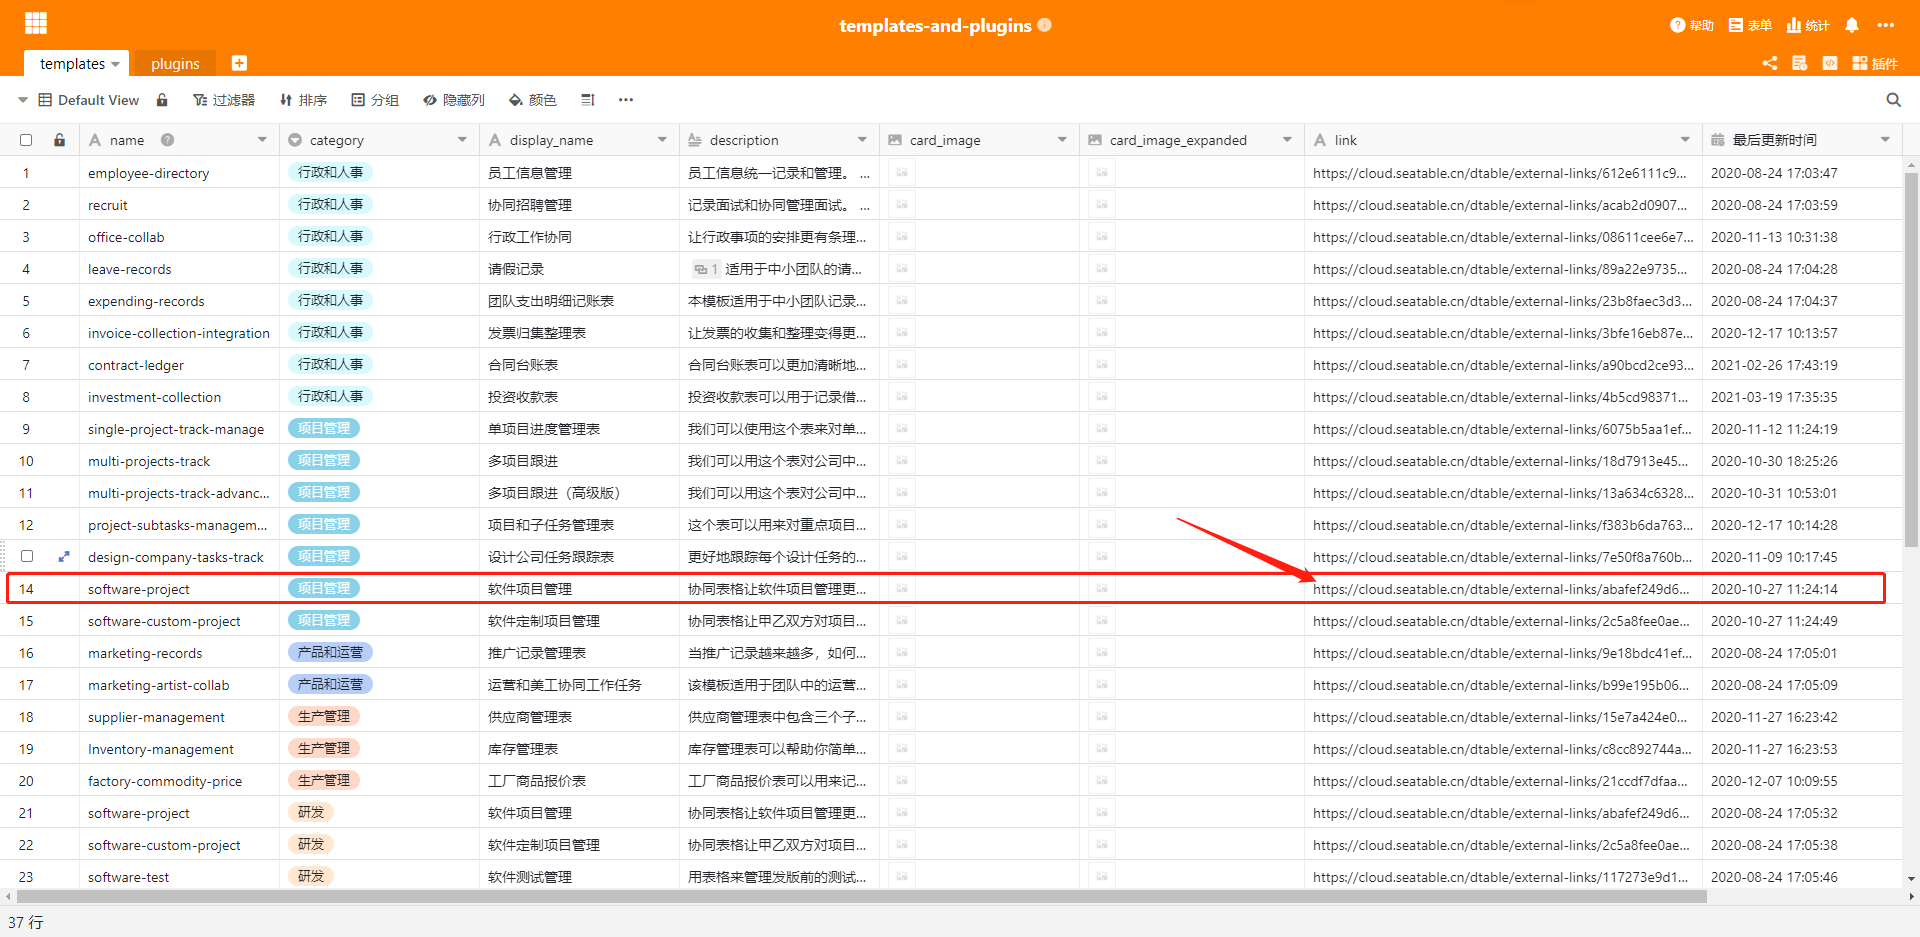 templates-and-plugins
帮助 表单 统计
templates plugins
插件
Default View 过滤器 排序 分组 隐藏列 颜色
name category display_name description card_image card_image_expanded link 最后更新时间
1 employee-directory 行政和人事 员工信息管理 员工信息统一记录和管理。 ... https://cloud.seatable.cn/dtable/external-links/612e6111c9... 2020-08-24 17:03:47
2 recruit 行政和人事 协同招聘管理 记录面试和协同管理面试。 ... https://cloud.seatable.cn/dtable/external-links/acab2d0907... 2020-08-24 17:03:59
3 office-collab 行政和人事 行政工作协同 让行政事项的安排更有条理... https://cloud.seatable.cn/dtable/external-links/08611cee6e7... 2020-11-13 10:31:38
4 leave-records 行政和人事 请假记录 1 适用于中小团队的请... https://cloud.seatable.cn/dtable/external-links/89a22e9735... 2020-08-24 17:04:28
5 expending-records 行政和人事 团队支出明细记账表 本模板适用于中小团队记录... https://cloud.seatable.cn/dtable/external-links/23b8faec3d3... 2020-08-24 17:04:37
6 invoice-collection-integration 行政和人事 发票归集整理表 让发票的收集和整理变得更... https://cloud.seatable.cn/dtable/external-links/3bfe16eb87e... 2020-12-17 10:13:57
7 contract-ledger 行政和人事 合同台账表 合同台账表可以更加清晰地... https://cloud.seatable.cn/dtable/external-links/a90bcd2ce93... 2021-02-26 17:43:19
8 investment-collection 行政和人事 投资收款表 投资收款表可以用于记录借... https://cloud.seatable.cn/dtable/external-links/4b5cd98371... 2021-03-19 17:35:35
9 single-project-track-manage 项目管理 单项目进度管理表 我们可以使用这个表来对单... https://cloud.seatable.cn/dtable/external-links/6075b5aa1ef... 2020-11-12 11:24:19
10 multi-projects-track 项目管理 多项目跟进 我们可以用这个表对公司中... https://cloud.seatable.cn/dtable/external-links/18d7913e45... 2020-10-30 18:25:26
11 multi-projects-track-advanc... 项目管理 多项目跟进（高级版） 我们可以用这个表对公司中... https://cloud.seatable.cn/dtable/external-links/13a634c6328... 2020-10-31 10:53:01
12 project-subtasks-managem... 项目管理 项目和子任务管理表 这个表可以用来对重点项目... https://cloud.seatable.cn/dtable/external-links/f383b6da763... 2020-12-17 10:14:28
design-company-tasks-track 项目管理 设计公司任务跟踪表 更好地跟踪每个设计任务的... https://cloud.seatable.cn/dtable/external-links/7e50f8a760b... 2020-11-09 10:17:45
14 software-project 项目管理 软件项目管理 协同表格让软件项目管理更... https://cloud.seatable.cn/dtable/external-links/abafef249d6... 2020-10-27 11:24:14
15 software-custom-project 项目管理 软件定制项目管理 协同表格让甲乙双方对项目... https://cloud.seatable.cn/dtable/external-links/2c5a8fee0ae... 2020-10-27 11:24:49
16 marketing-records 产品和运营 推广记录管理表 当推广记录越来越多，如何... https://cloud.seatable.cn/dtable/external-links/9e18bdc41ef... 2020-08-24 17:05:01
17 marketing-artist-collab 产品和运营 运营和美工协同工作任务 该模板适用于团队中的运营... https://cloud.seatable.cn/dtable/external-links/b99e195b06... 2020-08-24 17:05:09
18 supplier-management 生产管理 供应商管理表 供应商管理表中包含三个子... https://cloud.seatable.cn/dtable/external-links/15e7a424e0... 2020-11-27 16:23:42
19 Inventory-management 生产管理 库存管理表 库存管理表可以帮助你简单... https://cloud.seatable.cn/dtable/external-links/c8cc892744a... 2020-11-27 16:23:53
20 factory-commodity-price 生产管理 工厂商品报价表 工厂商品报价表可以用来记... https://cloud.seatable.cn/dtable/external-links/21ccdf7dfaa... 2020-12-07 10:09:55
21 software-project 研发 软件项目管理 协同表格让软件项目管理更... https://cloud.seatable.cn/dtable/external-links/abafef249d6... 2020-08-24 17:05:32
22 software-custom-project 研发 软件定制项目管理 协同表格让甲乙双方对项目... https://cloud.seatable.cn/dtable/external-links/2c5a8fee0ae... 2020-08-24 17:05:38
23 software-test 研发 软件测试管理 用表格来管理发版前的测试... https://cloud.seatable.cn/dtable/external-links/117273e9d1... 2020-08-24 17:05:46
37 行